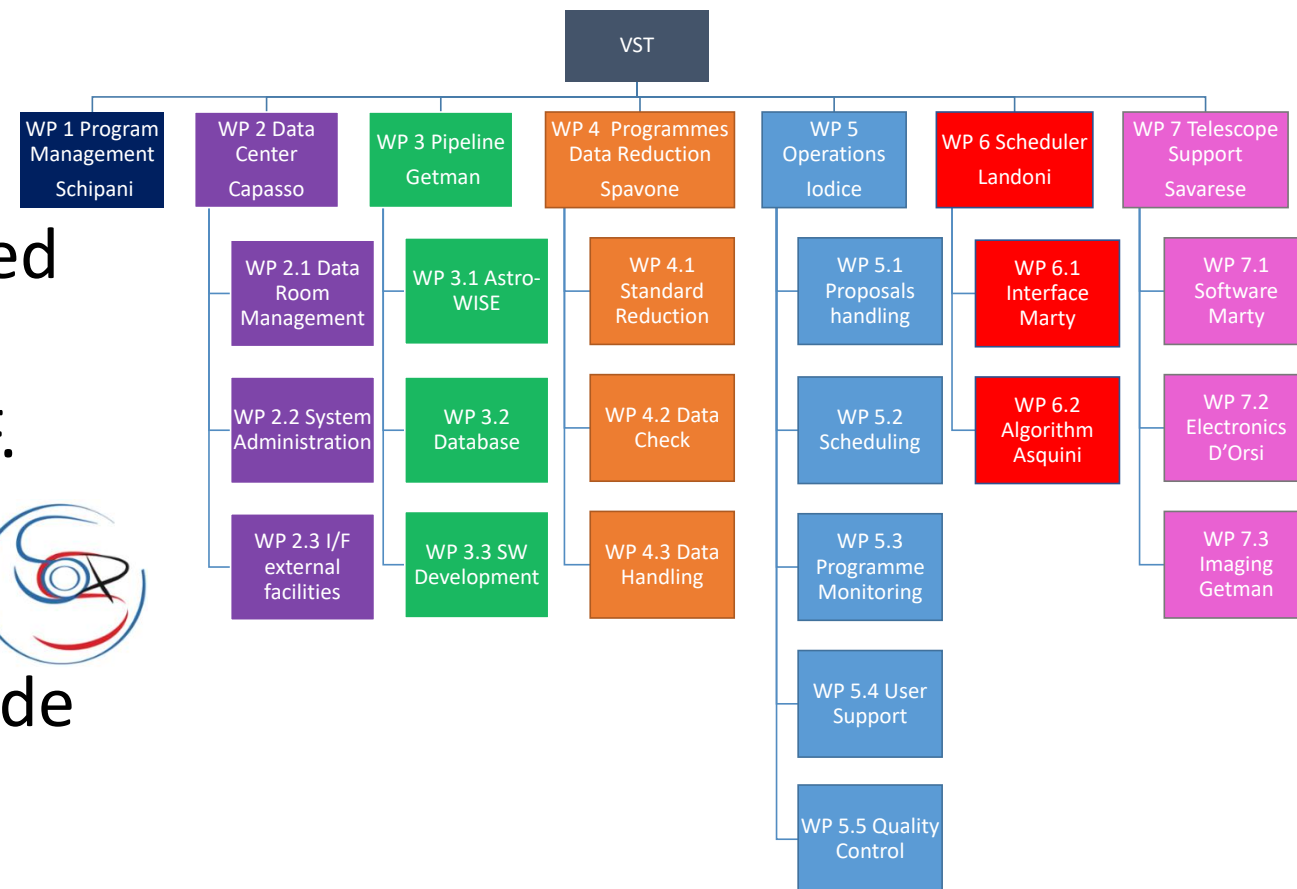 VST
WP 1 Program
Management
Schipani
WP 2 Data
Center
Capasso
WP 3 Pipeline
Getman
WP 4 Programmes
Data Reduction
Spavone
WP 5
Operations
Iodice
WP 6 Scheduler
Landoni
WP 7 Telescope
Support
Savarese
ed
t.
de
WP 2.1 Data
Room
Management
WP 2.2 System
Administration
WP 2.3 I/F
external
facilities
WP 3.1 Astro-
WISE
WP 3.2
Database
WP 3.3 SW
Development
WP 4.1
Standard
Reduction
WP 4.2 Data
Check
WP 4.3 Data
Handling
WP 5.1
Proposals
handling
WP 5.2
Scheduling
WP 5.3
Programme
Monitoring
WP 5.4 User
Support
WP 5.5 Quality
Control
WP 6.1
Interface
Marty
WP 6.2
Algorithm
Asquini
WP 7.1
Software
Marty
WP 7.2
Electronics
D’Orsi
WP 7.3
Imaging
Getman